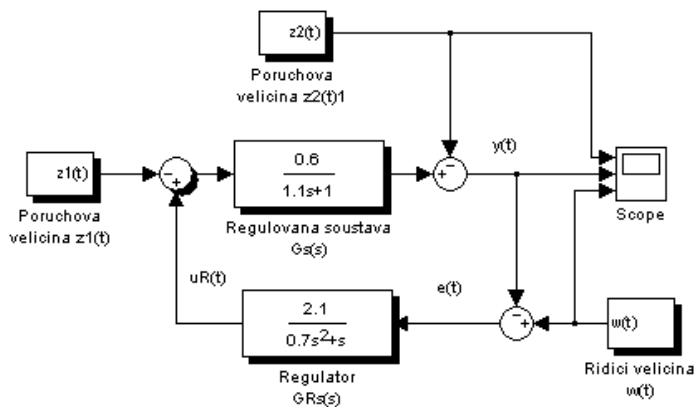 z2(t)
Poruchova
velicina z2(t)1
y(t)
z1(t)
0.6
1.1s+1
Poruchova
velicina z1(t)
Regulovana soustava
Gs(s)
Scope
uR(t)
e(t)
2.1
0.7s2+s
w(t)
Regulator
GRs(s)
Ridici velicina
w(t)